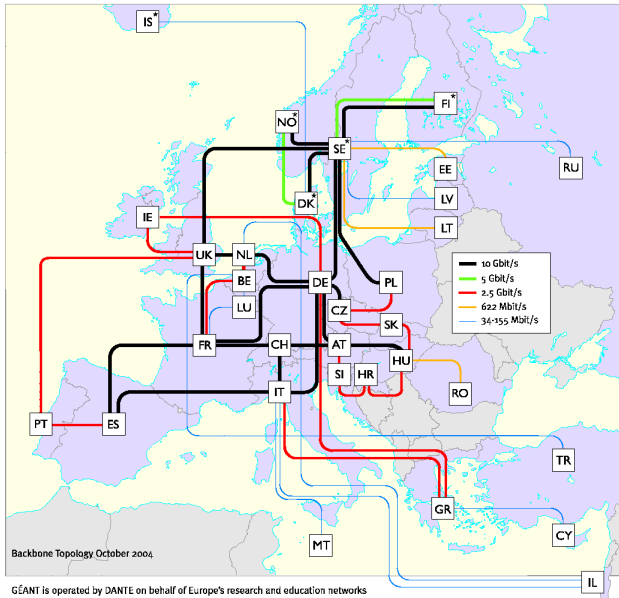 IS*
NO*
FI*
SE*
RU
EE
DK*
LV
IE
LT
UK
NL
BE
DE
PL
LU
CZ
SK
10 Gbit/s
5 Gbit/s
2.5 Gbit/s
622 Mbit/s
34-155 Mbit/s
FR
CH
AT
HU
SI
HR
IT
RO
PT
ES
TR
GR
CY
MT
Backbone Topology October 2004
IL
GÉANT is operated by DANTE on behalf of Europe's research and education networks